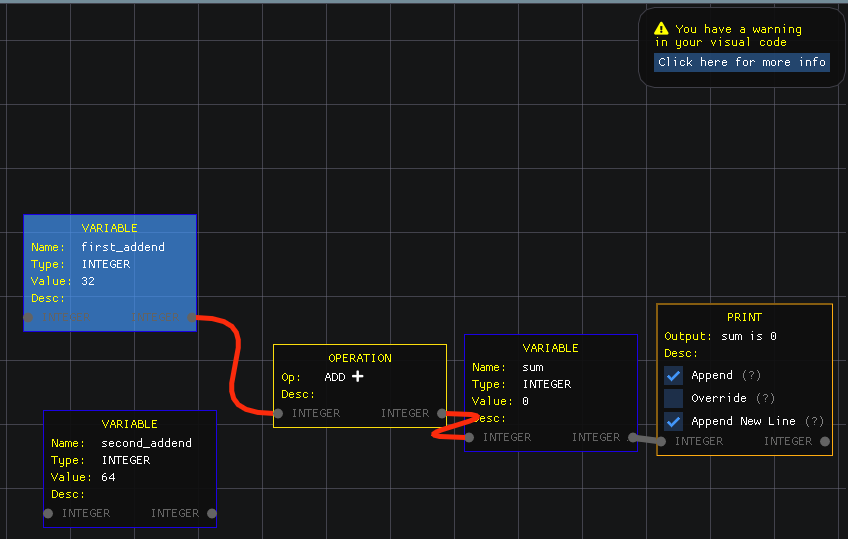 You have a warning
in your visual code
Click here for more info
VARIABLE
Name: first_addend
Type: INTEGER
Value: 32
Desc:
VARIABLE
Name: second_addend
Type: INTEGER
Value: 64
Desc:
INTEGER INTEGER
OPERATION
Op: ADD +
Desc:
INTEGER INTEGER
VARIABLE
Name: sum
Type: INTEGER
Value: 0
Desc:
INTEGER INTEGER
PRINT
Output: sum is 0
Desc:
Append (?)
Override (?)
Append New Line (?)
INTEGER INTEGER